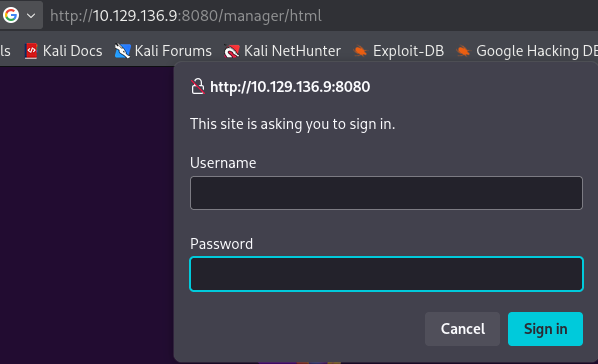 http://10.129.136.9:8080/manager/html
ls Kali Docs Kali Forums Kali NetHunter Exploit-DB Google Hacking DB
http://10.129.136.9:8080
This site is asking you to sign in.
Username
Password
Cancel Sign in